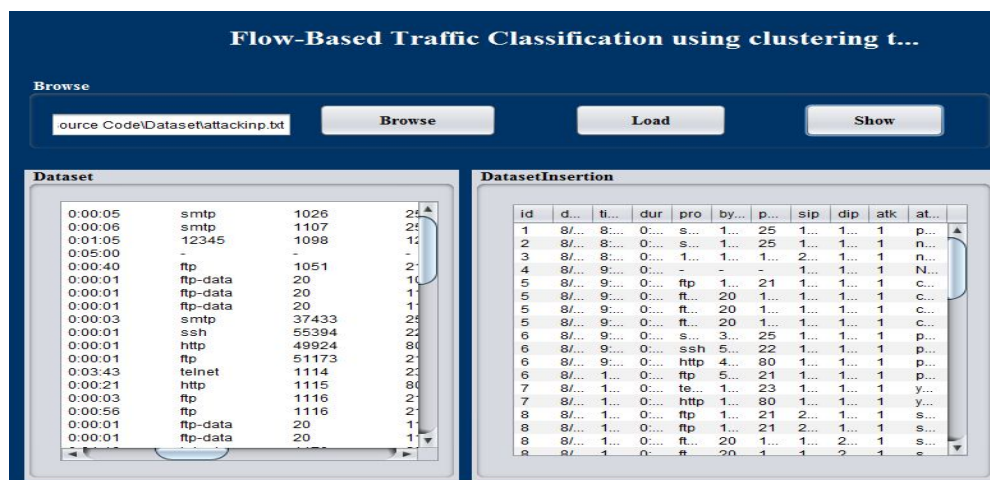 Flow-Based Traffic Classification using clustering t...
Browse
ource Code\Dataset\attackinp.txt Browse Load Show
Dataset
0:00:05 smtp 1026
0:00:06 smtp 1107
0:01:05 12345 1098
0:05:00 - -
0:00:40 ftp 1051
0:00:01 ftp-data 20
0:00:01 ftp-data 20
0:00:01 ftp-data 20
0:00:03 smtp 37433
0:00:01 ssh 55394
0:00:01 http 49924
0:00:01 ftp 51173
0:03:43 telnet 1114
0:00:21 http 1115
0:00:03 ftp 1116
0:00:56 ftp 1116
0:00:01 ftp-data 20
0:00:01 ftp-data 20
DatasetInsertion
id d... ti... dur pro by... p... sip dip atk at...
1 8/... 8:... 0:... s... 1... 25 1... 1... 1 p...
2 8/... 8:... 0:... s... 1... 25 1... 1... 1 n...
3 8/... 8:... 0:... 1... 1... 1... 2... 1... 1 n...
4 8/... 9:... 0:... - - - 1... 1... 1 N...
5 8/... 9:... 0:... ftp 1... 21 1... 1... 1 c...
5 8/... 9:... 0:... ft... 20 1... 1... 1... 1 c...
5 8/... 9:... 0:... ft... 20 1... 1... 1... 1 c...
5 8/... 9:... 0:... ft... 20 1... 1... 1... 1 c...
6 8/... 9:... 0:... s... 3... 25 1... 1... 1 p...
6 8/... 9:... 0:... ssh 5... 22 1... 1... 1 p...
6 8/... 9:... 0:... http 4... 80 1... 1... 1 p...
6 8/... 1... 0:... ftp 5... 21 1... 1... 1 p...
7 8/... 1... 0:... te... 1... 23 1... 1... 1 y...
7 8/... 1... 0:... http 1... 80 1... 1... 1 y...
8 8/... 1... 0:... ftp 1... 21 2... 1... 1 s...
8 8/... 1... 0:... ftp 1... 21 2... 1... 1 s...
8 8/... 1... 0:... ft... 20 1... 1... 2... 1 s...